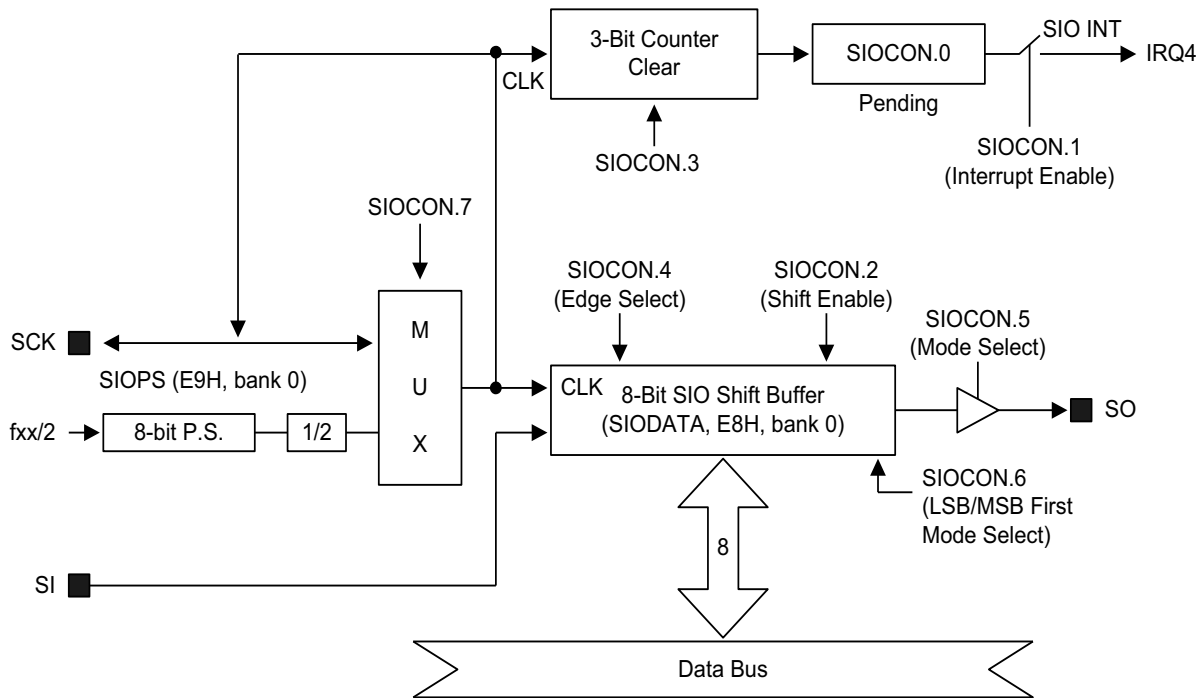 3-Bit Counter
Clear
CLK
SIOCON.0
Pending
SIO INT
IRQ4
SIOCON.3
SIOCON.1
(Interrupt Enable)
SIOCON.7
SIOCON.4
(Edge Select)
SIOCON.2
(Shift Enable)
SIOCON.5
(Mode Select)
SCK
SIOPS (E9H, bank 0)
fxx/2
8-bit P.S.
1/2
M
U
X
CLK
8-Bit SIO Shift Buffer
(SIODATA, E8H, bank 0)
SO
SIOCON.6
(LSB/MSB First
Mode Select)
8
SI
Data Bus